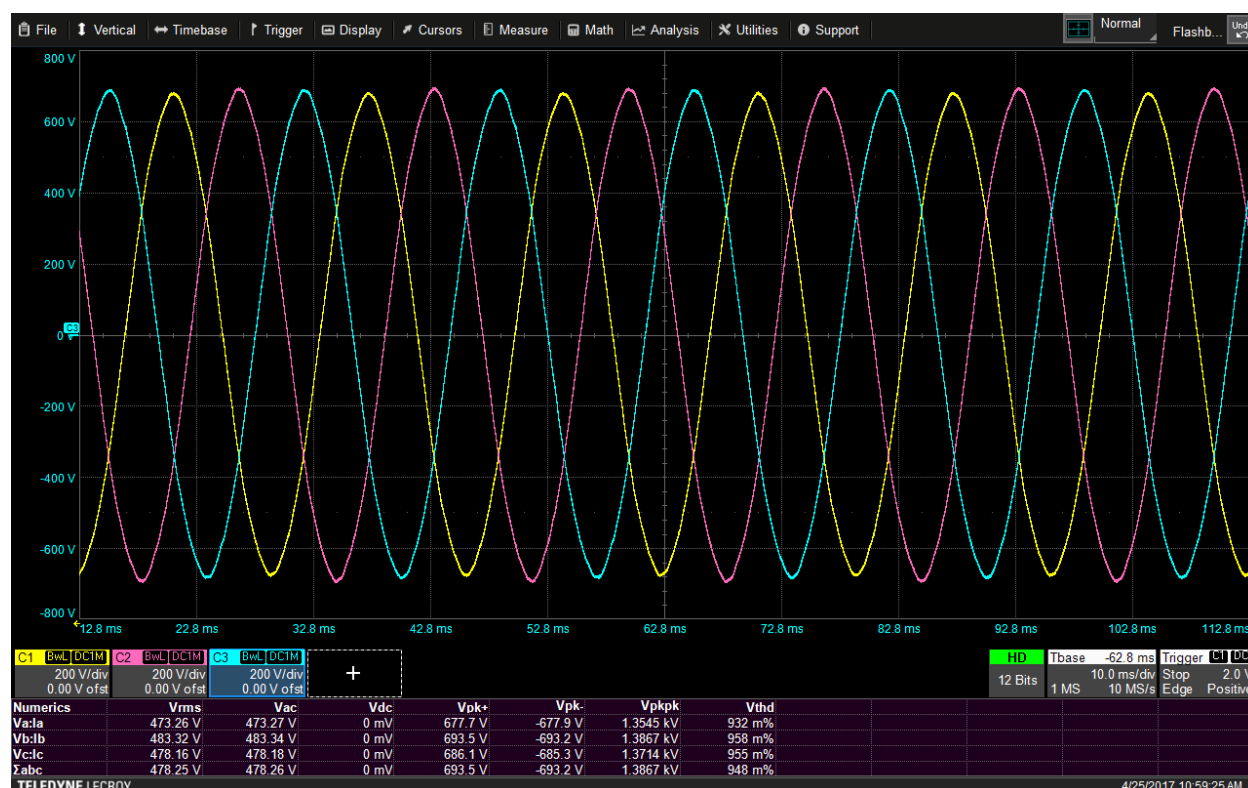 File Vertical Timebase Trigger Display Cursors Measure Math Analysis Utilities Support Normal Flashb... Und
800 V
600 V
400 V
200 V
C3
0 V
-200 V
-400 V
-600 V
-800 V
12.8 ms 22.8 ms 32.8 ms 42.8 ms 52.8 ms 62.8 ms 72.8 ms 82.8 ms 92.8 ms 102.8 ms 112.8 ms
C1 BwL DC1M C2 BwL DC1M C3 BwL DC1M HD Tbase -62.8 ms Trigger C1 DC
200 V/div 200 V/div 200 V/div + 12 Bits 10.0 ms/div Stop 2.0 V
0.00 V ofst 0.00 V ofst 0.00 V ofst 1 MS 10 MS/s Edge Positive
Numerics Vrms Vac Vdc Vpk+ Vpk- Vpkpk Vthd
Va:Ia 473.26 V 473.27 V 0 mV 677.7 V -677.9 V 1.3545 kV 932 m%
Vb:Ib 483.32 V 483.34 V 0 mV 693.5 V -693.2 V 1.3867 kV 958 m%
Vc:Ic 478.16 V 478.18 V 0 mV 686.1 V -685.3 V 1.3714 kV 955 m%
Σabc 478.25 V 478.26 V 0 mV 693.5 V -693.2 V 1.3867 kV 948 m%
TELEDYNE LECROY 4/25/2017 10:59:25 AM